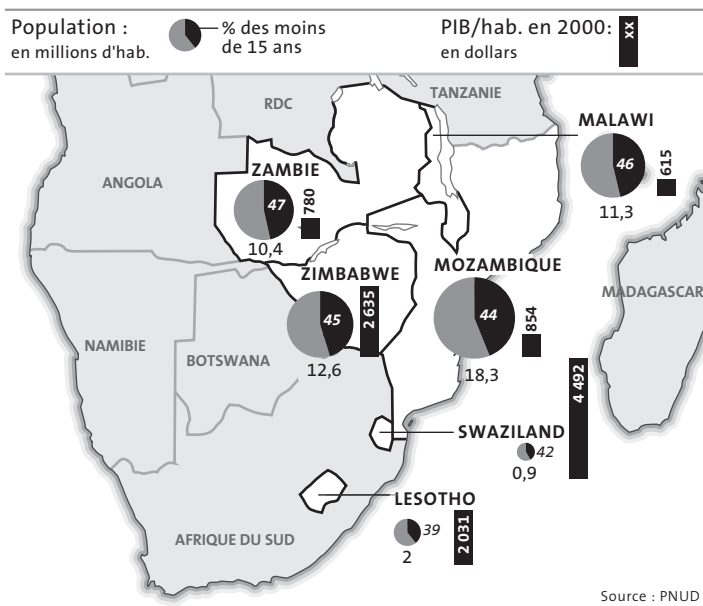 Population :
en millions d'hab.
% des moins
de 15 ans
PIB/hab. en 2000:
en dollars
XX
RDC
TANZANIE
MALAWI
46
615
11,3
ANGOLA
ZAMBIE
47
780
10,4
ZIMBABWE
45
2 635
12,6
MOZAMBIQUE
44
854
18,3
MADAGASCAR
NAMIBIE
BOTSWANA
4 492
SWAZILAND
42
0,9
LESOTHO
39
2 031
2
AFRIQUE DU SUD
Source : PNUD